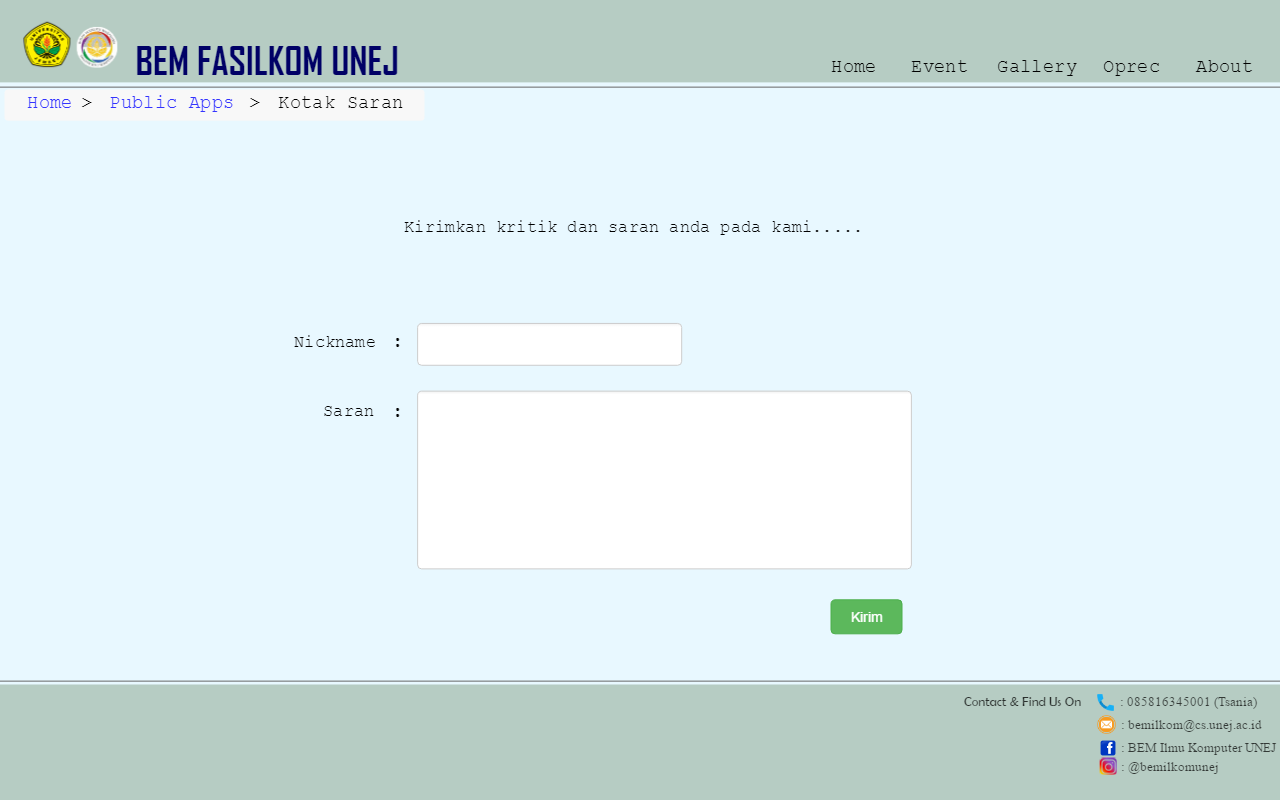 BEM FASILKOM UNEJ
Home Event Gallery Oprec About
Home > Public Apps > Kotak Saran
Kirimkan kritik dan saran anda pada kami.....
Nickname :
Saran :
Kirim
Contact & Find Us On : 085816345001 (Tsania)
: bemilkom@cs.unej.ac.id
: BEM Ilmu Komputer UNEJ
: @bemilkomunej